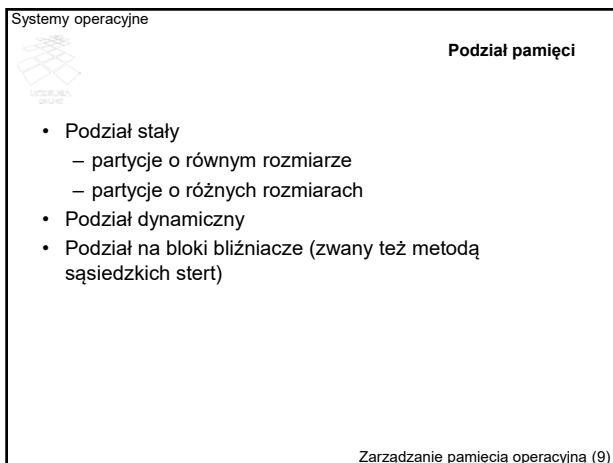 Systemy operacyjne
Podział pamięci
• Podział stały
– partycje o równym rozmiarze
– partycje o różnych rozmiarach
• Podział dynamiczny
• Podział na bloki bliźniacze (zwany też metodą
sąsiedzkich stert)
Zarządzanie pamięcią operacyjną (9)